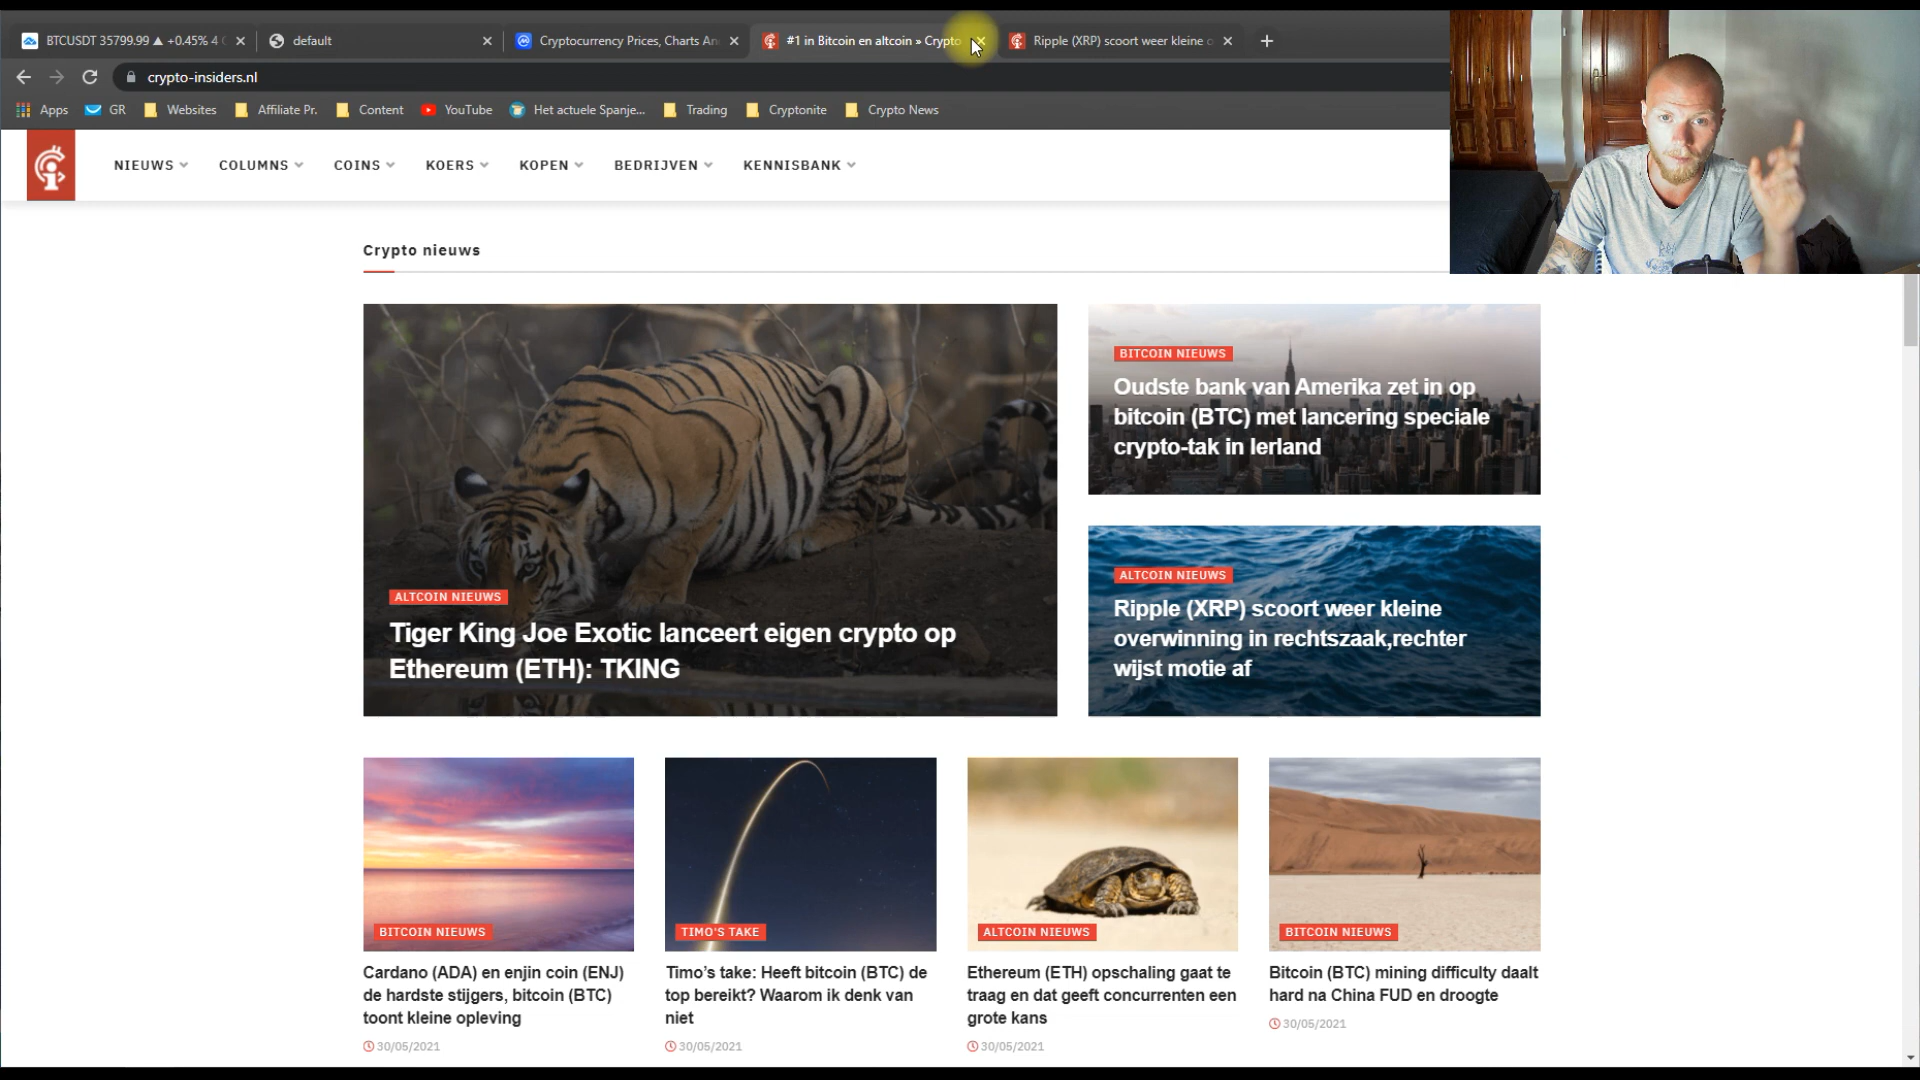 BTCUSDT 35799.99 ▲ +0.45% 4
default
Cryptocurrency Prices, Charts An
#1 in Bitcoin en altcoin » Crypto
Ripple (XRP) scoort weer kleine o
crypto-insiders.nl
Apps
GR
Websites
Affiliate Pr.
Content
YouTube
Het actuele Spanje...
Trading
Cryptonite
Crypto News
NIEUWS
COLUMNS
COINS
KOERS
KOPEN
BEDRIJVEN
KENNISBANK
Crypto nieuws
ALTCOIN NIEUWS
Tiger King Joe Exotic lanceert eigen crypto op
Ethereum (ETH): TKING
BITCOIN NIEUWS
Oudste bank van Amerika zet in op
bitcoin (BTC) met lancering speciale
crypto-tak in Ierland
ALTCOIN NIEUWS
Ripple (XRP) scoort weer kleine
overwinning in rechtszaak,rechter
wijst motie af
BITCOIN NIEUWS
Cardano (ADA) en enjin coin (ENJ)
de hardste stijgers, bitcoin (BTC)
toont kleine opleving
30/05/2021
TIMO'S TAKE
Timo's take: Heeft bitcoin (BTC) de
top bereikt? Waarom ik denk van
niet
30/05/2021
ALTCOIN NIEUWS
Ethereum (ETH) opschaling gaat te
traag en dat geeft concurrenten een
grote kans
30/05/2021
BITCOIN NIEUWS
Bitcoin (BTC) mining difficulty daalt
hard na China FUD en droogte
30/05/2021